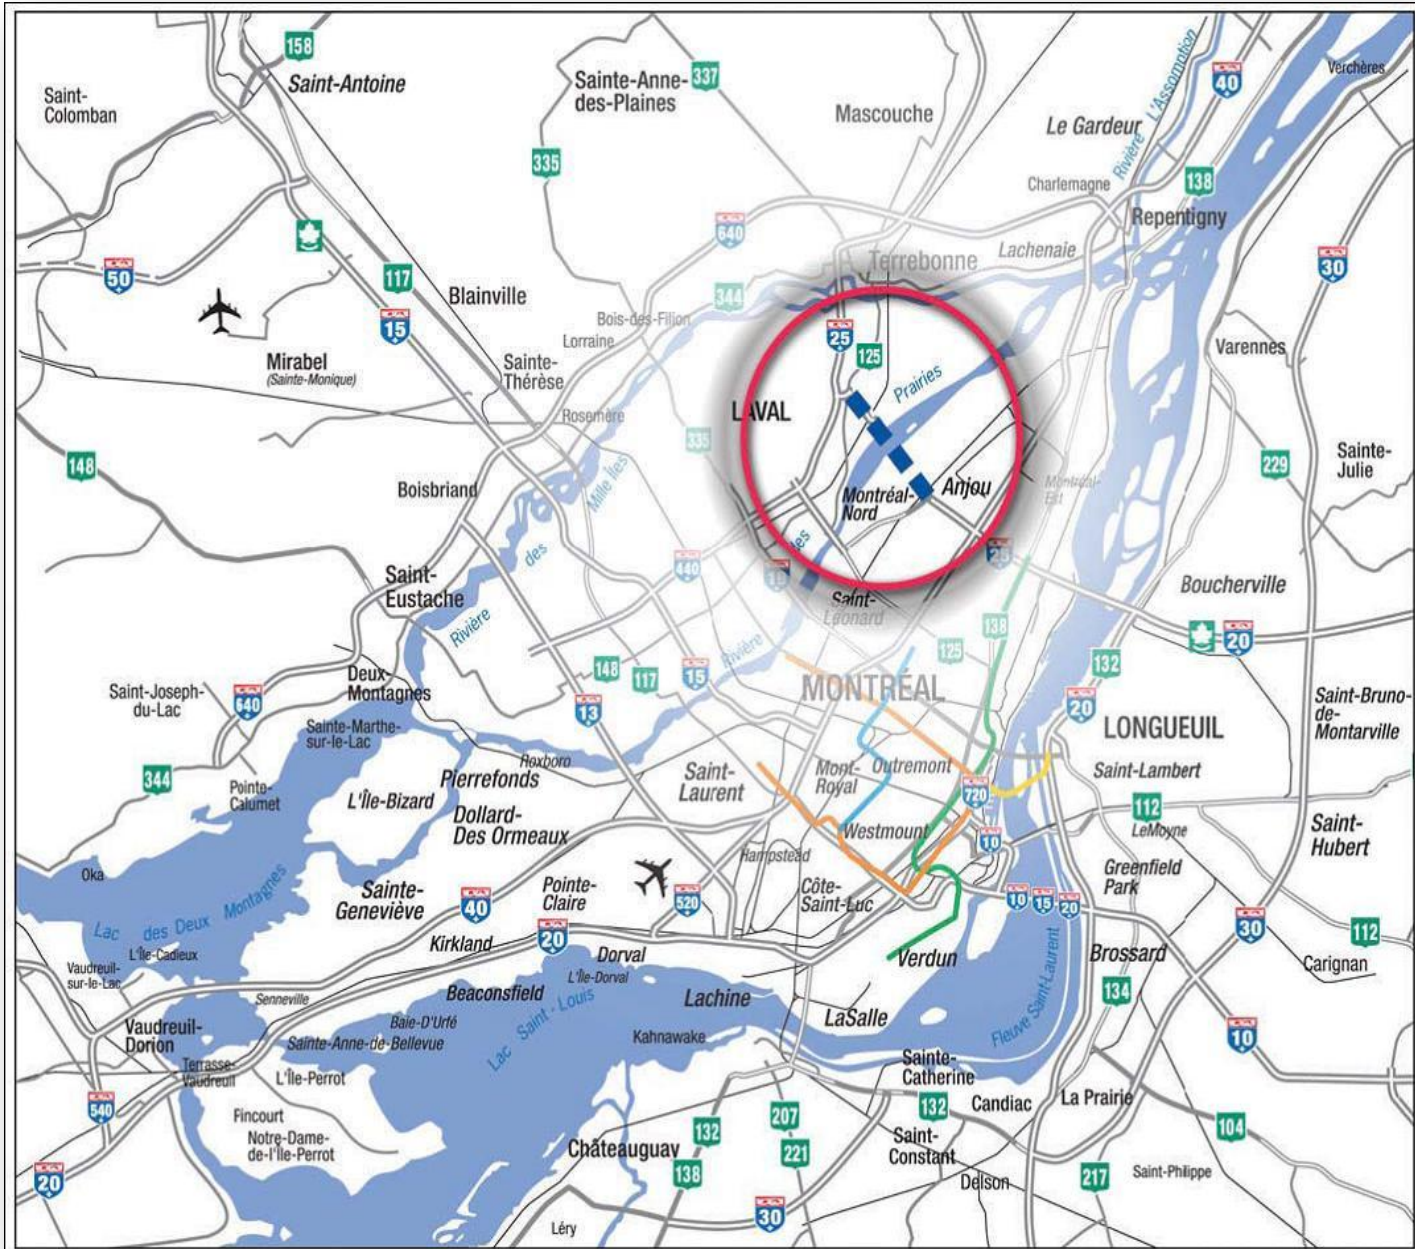 158
Saint-Antoine
Saint-
Colomban
Sainte-Anne-
des-Plaines
337
Mascouche
40
Verchères
Rivière L'Assomption
Le Gardeur
335
Charlemagne
138
Repentigny
640
Lachenaie
Terrebonne
50
117
Blainville
15
344
Bois-des-Filion
Lorraine
25
125
30
Varennes
Mirabel
(Sainte-Monique)
Sainte-
Thérèse
Prairies
Rosemère
LAVAL
335
148
Boisbriand
Mille Îles
Montréal-
Nord
Anjou
Montréal-
Est
229
Sainte-
Julie
des
440
19
des
25
Saint-
Eustache
Rivière
Saint-
Léonard
Boucherville
138
20
Rivière
125
132
148
117
15
Deux-
Montagnes
Saint-Joseph-
du-Lac
640
13
MONTRÉAL
20
LONGUEUIL
Saint-Bruno-
de-
Montarville
Sainte-Marthe-
sur-le-Lac
Roxboro
344
Pointe-
Calumet
L'Île-Bizard
Pierrefonds
Saint-
Laurent
Mont-
Royal
Outremont
720
Saint-Lambert
112
LeMoyne
Dollard-
Des Ormeaux
Westmount
10
Saint-
Hubert
Hampstead
Greenfield
Park
Oka
Sainte-
Geneviève
40
Pointe-
Claire
520
Côte-
Saint-Luc
10
15
20
30
112
Lac des Deux Montagnes
L'Île-Cadieux
Kirkland
20
Dorval
Verdun
Brossard
Carignan
Vaudreuil-
sur-le-Lac
Senneville
Beaconsfield
L'Île-Dorval
Lachine
134
Baie-D'Urfé
Lac Saint-Louis
LaSalle
Fleuve Saint-Laurent
Vaudreuil-
Dorion
Sainte-Anne-de-Bellevue
Kahnawake
10
Terrasse-
Vaudreuil
L'Île-Perrot
Sainte-
Catherine
540
Fincourt
132
Candiac
La Prairie
207
132
104
Notre-Dame-
de-l'Île-Perrot
Châteauguay
221
Saint-
Constant
20
138
Delson
217
Saint-Philippe
Léry
30